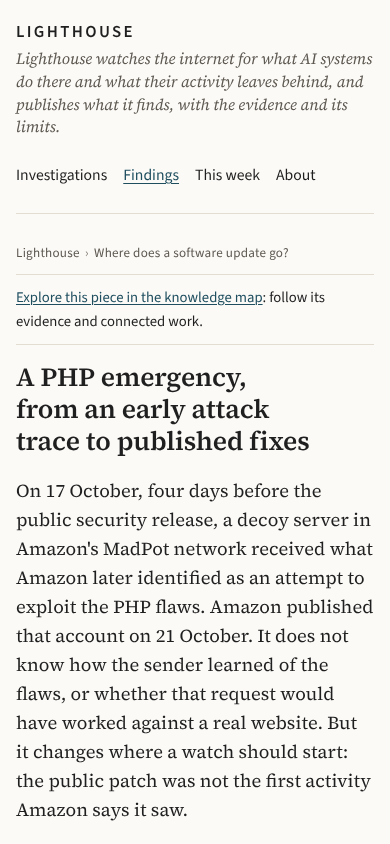 LIGHTHOUSE
Lighthouse watches the internet for what AI systems
do there and what their activity leaves behind, and
publishes what it finds, with the evidence and its
limits.
Investigations Findings This week About
Lighthouse › Where does a software update go?
Explore this piece in the knowledge map: follow its
evidence and connected work.
A PHP emergency,
from an early attack
trace to published fixes
On 17 October, four days before the
public security release, a decoy server in
Amazon's MadPot network received what
Amazon later identified as an attempt to
exploit the PHP flaws. Amazon published
that account on 21 October. It does not
know how the sender learned of the
flaws, or whether that request would
have worked against a real website. But
it changes where a watch should start:
the public patch was not the first activity
Amazon says it saw.